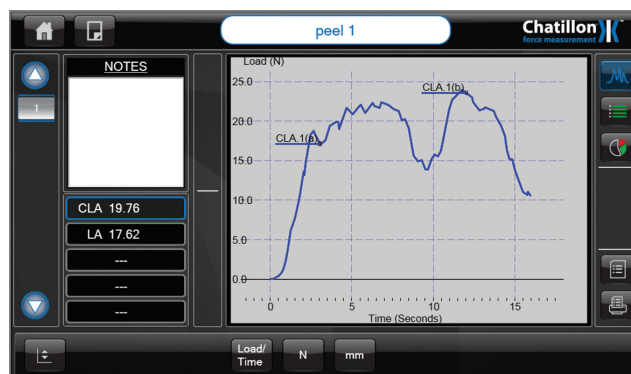 peel 1
Chatillon
force measurement
1
NOTES
CLA 19.76
LA 17.62
---
---
---
Load (N)
25.0
20.0
15.0
10.0
5.0
0.0
CLA.1(a)
CLA.1(b)
0 5 10 15
Time (Seconds)
Load/
Time
N
mm